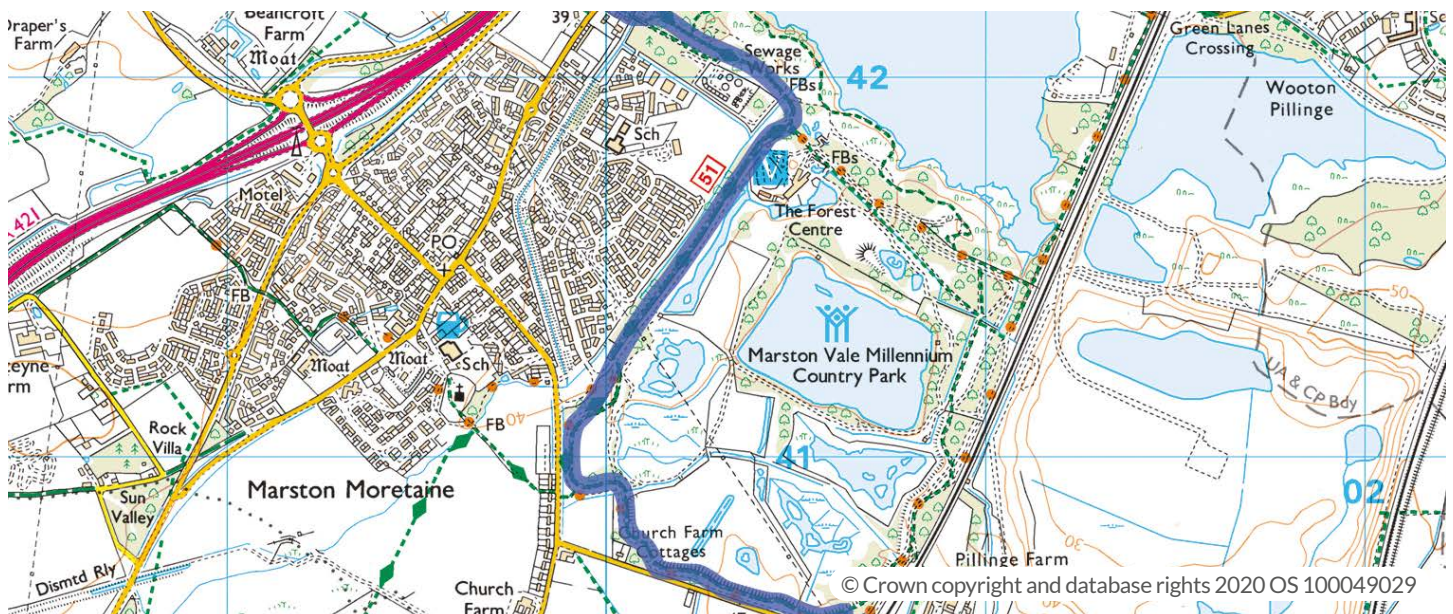 Draper's
Farm
Beancroft
Farm
Moat
39
Sewage
Works
FBs
42
Green Lanes
Crossing
Wooton
Pillinge
Sch
51
FBs
Motel
The Forest
Centre
PO
FB
50
Marston Vale Millennium
Country Park
UA & CP Bdy
Moat
Moat
Sch
40
FB
Rock
Villa
41
Marston Moretaine
02
Sun
Valley
Church Farm
Cottages
30
Pillinge Farm
Dismtd Rly
Church
Farm
40
© Crown copyright and database rights 2020 OS 100049029